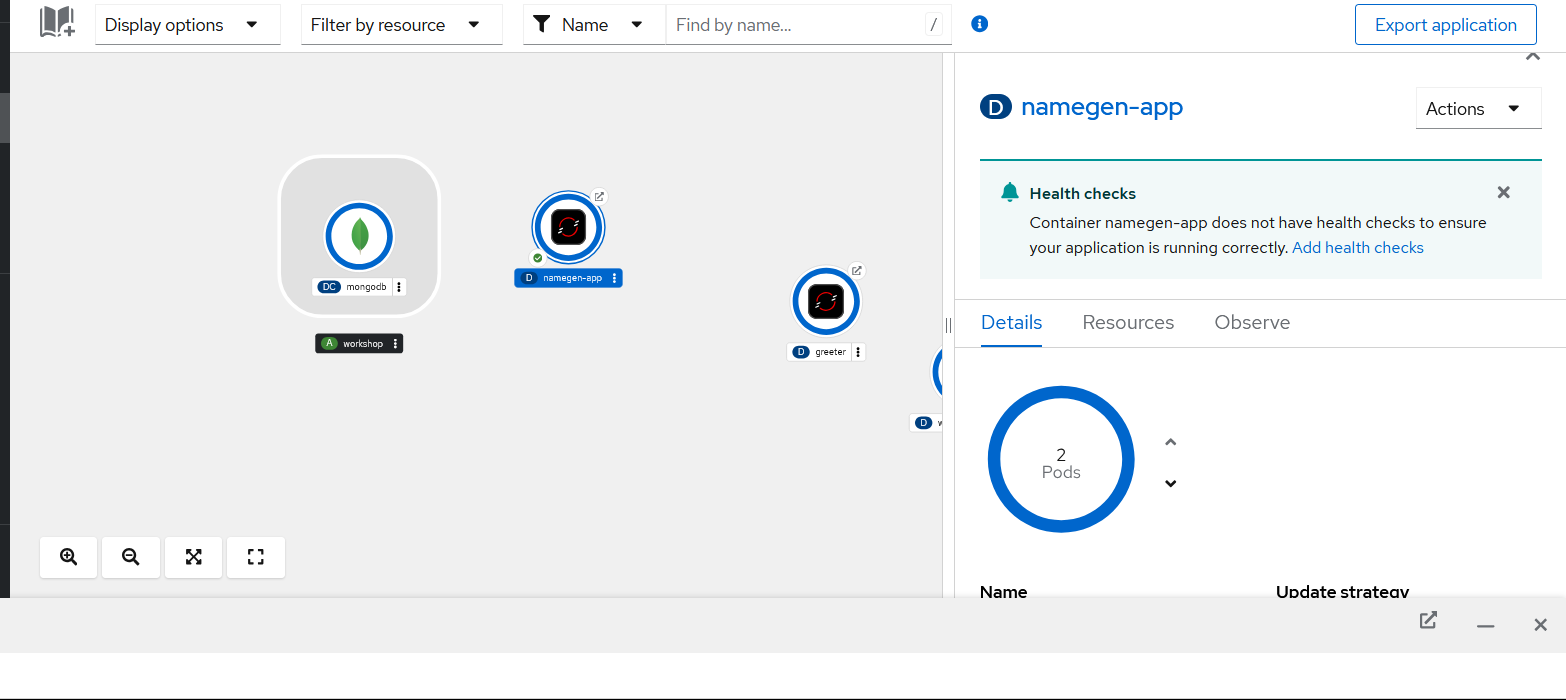 Display options
Filter by resource
Name
Find by name...
/
Export application
D namegen-app
Actions
Health checks
Container namegen-app does not have health checks to ensure
your application is running correctly. Add health checks
Details
Resources
Observe
2
Pods
Name
Update strategy
DC mongodb
A workshop
D namegen-app
D greeter
D